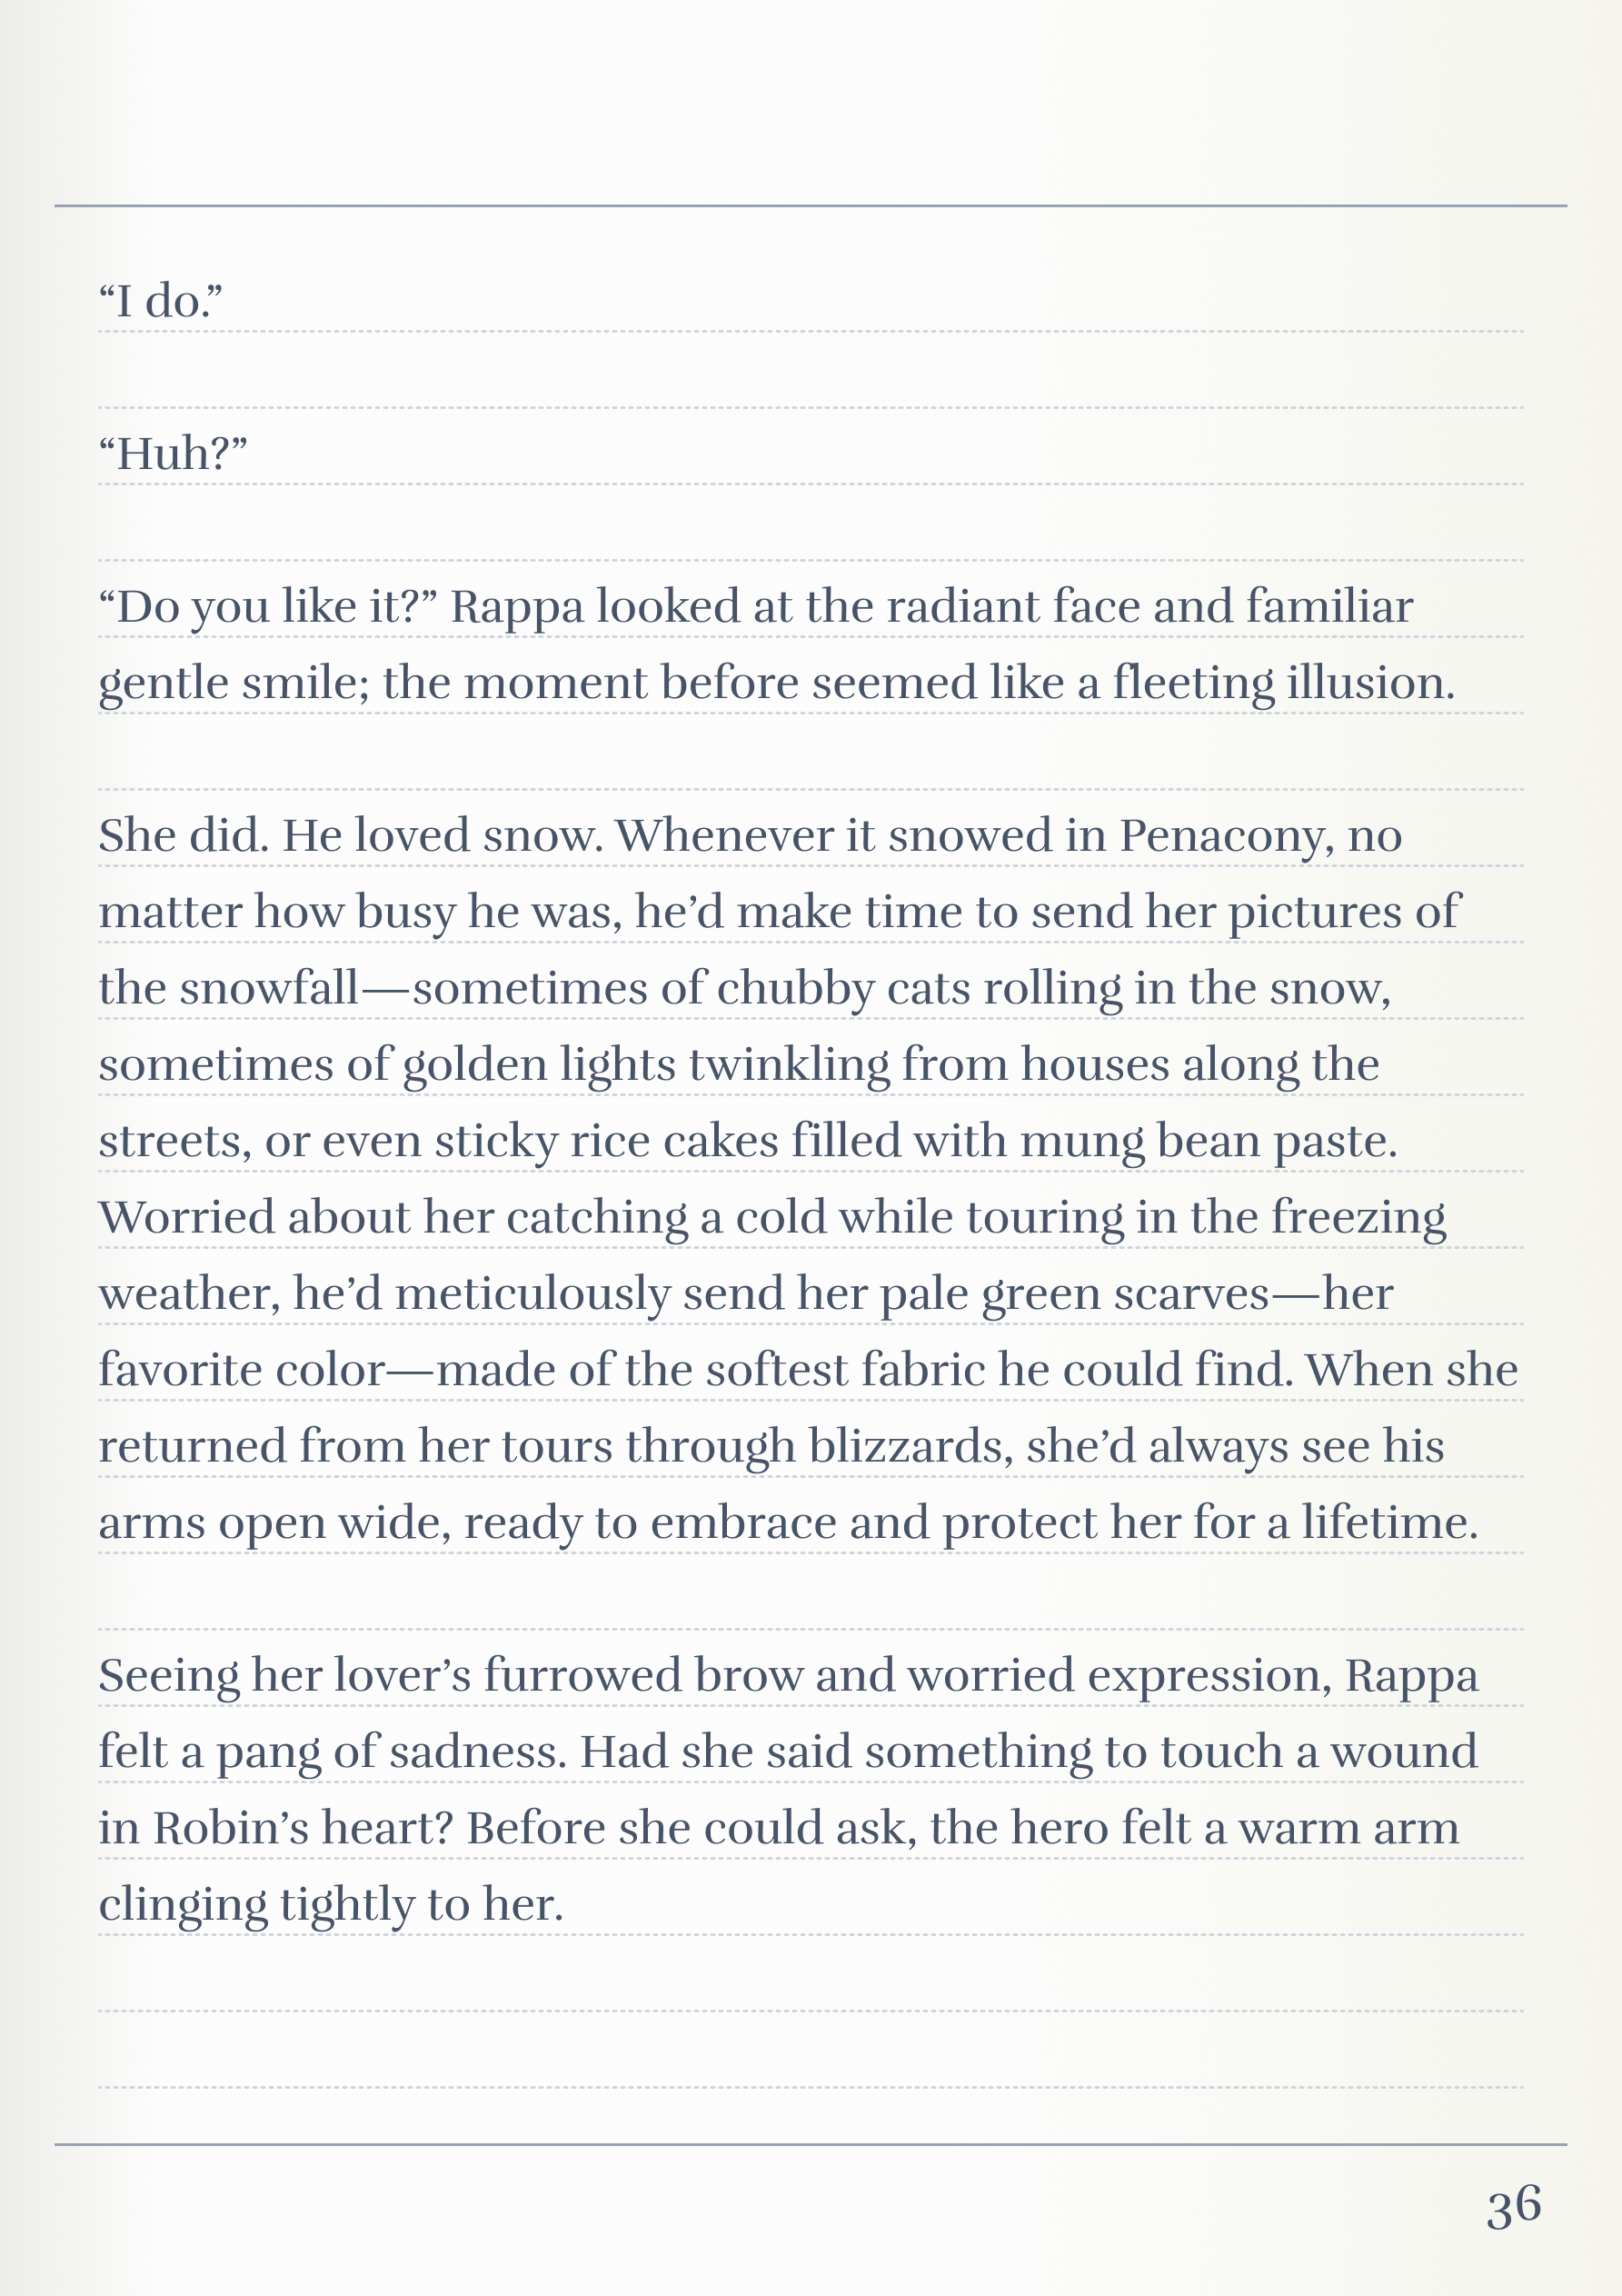 “I do.”
“Huh?”
“Do you like it?” Rappa looked at the radiant face and familiar
gentle smile; the moment before seemed like a fleeting illusion.
She did. He loved snow. Whenever it snowed in Penacony, no
matter how busy he was, he’d make time to send her pictures of
the snowfall—sometimes of chubby cats rolling in the snow,
sometimes of golden lights twinkling from houses along the
streets, or even sticky rice cakes filled with mung bean paste.
Worried about her catching a cold while touring in the freezing
weather, he’d meticulously send her pale green scarves—her
favorite color—made of the softest fabric he could find. When she
returned from her tours through blizzards, she’d always see his
arms open wide, ready to embrace and protect her for a lifetime.
Seeing her lover’s furrowed brow and worried expression, Rappa
felt a pang of sadness. Had she said something to touch a wound
in Robin’s heart? Before she could ask, the hero felt a warm arm
clinging tightly to her.
36